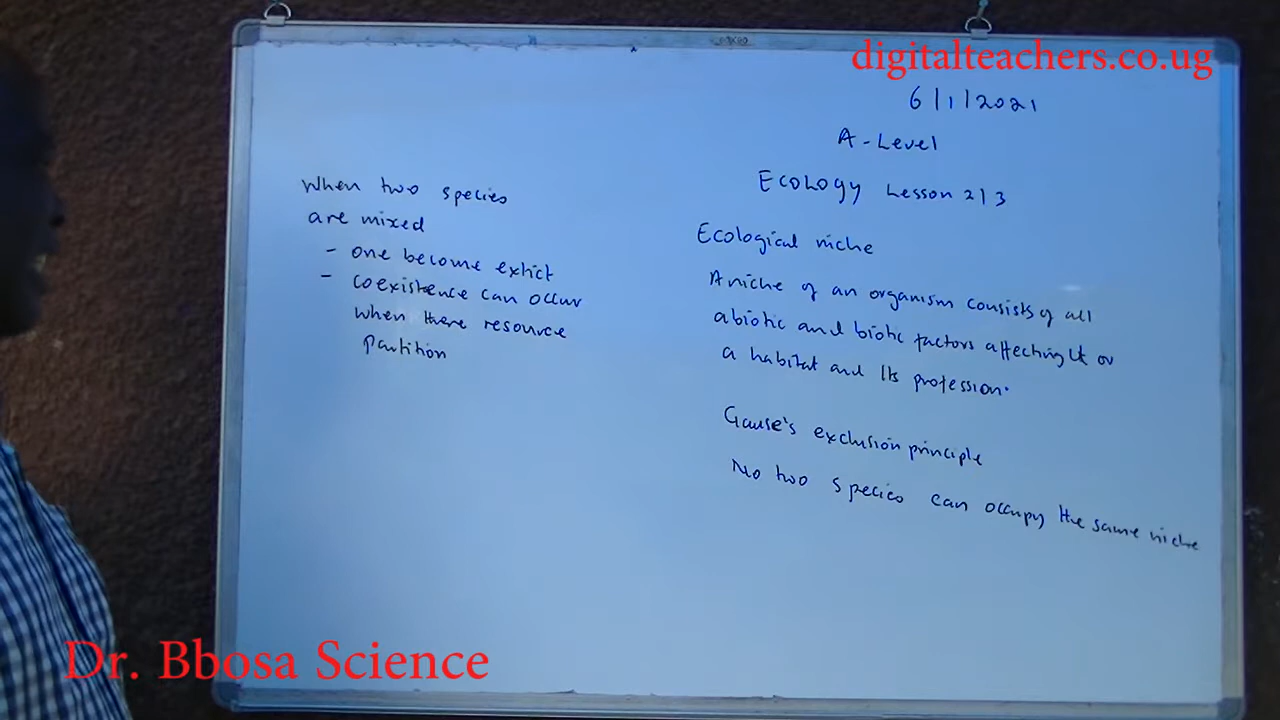 digitalteachers.co.ug
6/1/2021
A-Level
Ecology Lesson 2/3
When two species
are mixed
- one become extict
- coexistence can occur
when there resource
partition
Ecological niche
A niche of an organism consists of all
abiotic and biotic factors affecting it or
a habitat and Its profession.
Gause's exclusion principle
No two species can occupy the same niche
Dr. Bbosa Science